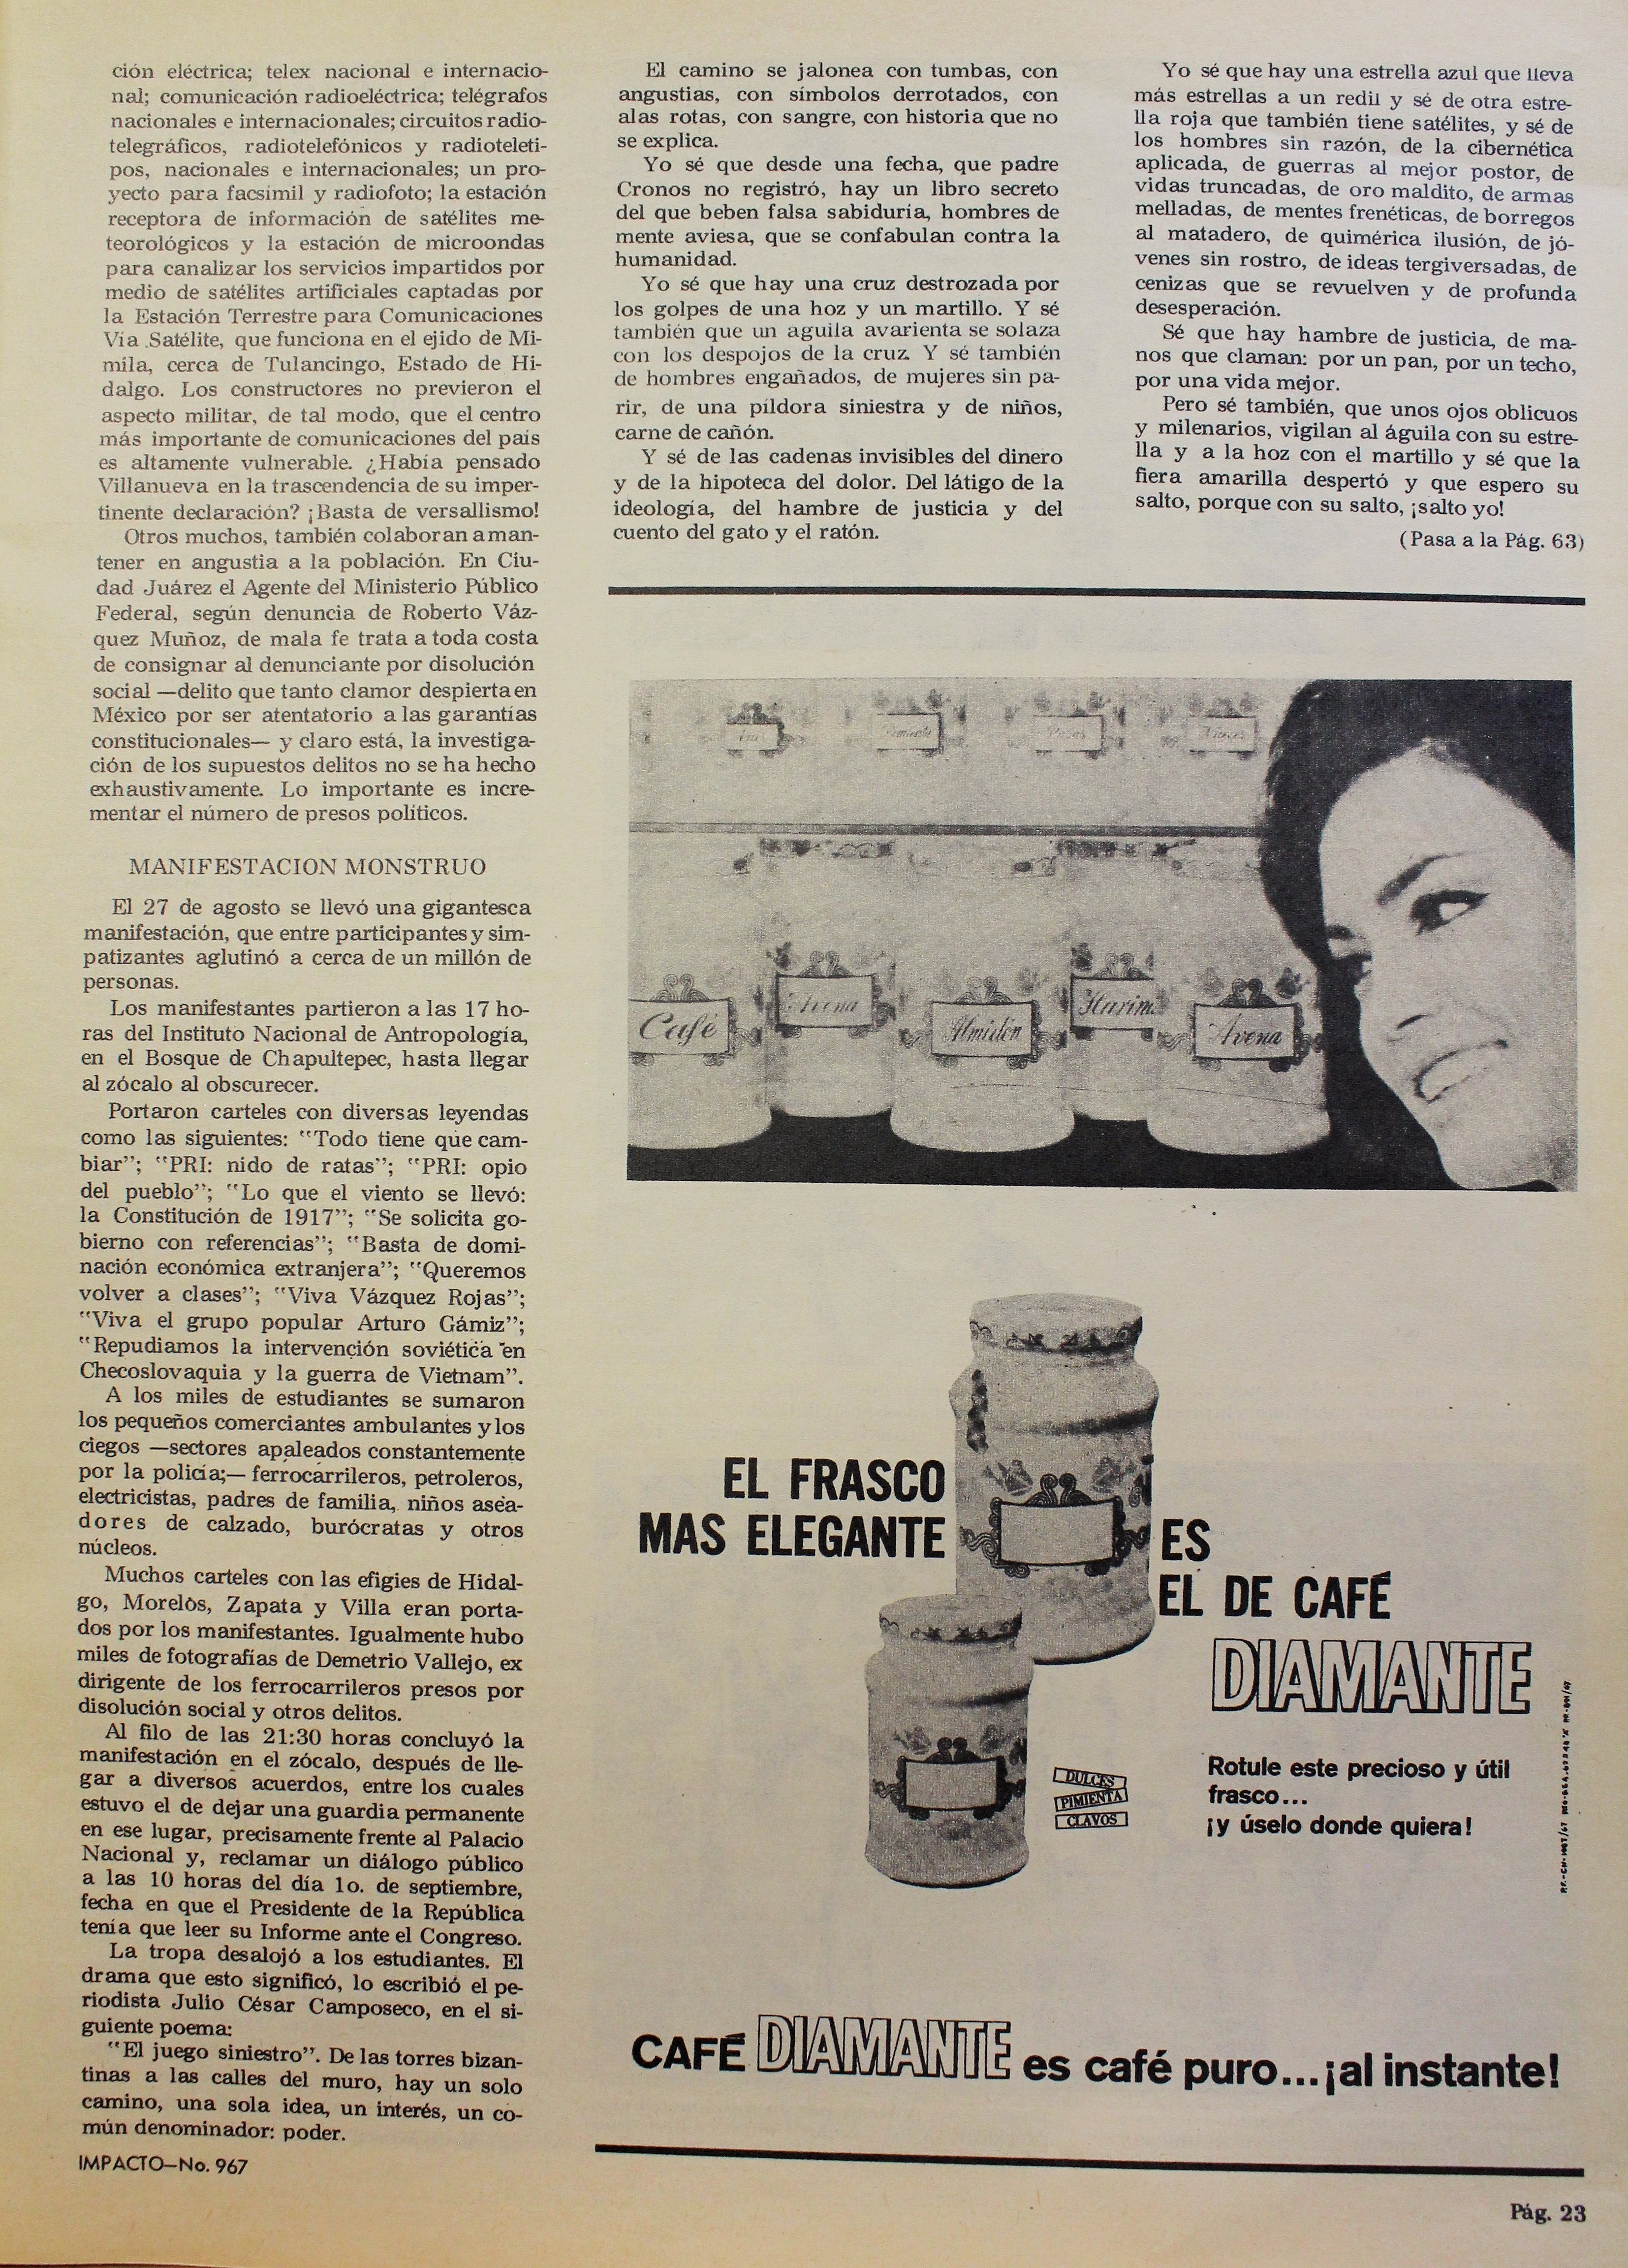 ción eléctrica; telex nacional e internacio-
nal; comunicación radioeléctrica; telégrafos
nacionales e internacionales; circuitos radio-
telegráficos, radiotelefónicos y radioteleti-
pos, nacionales e internacionales; un pro-
yecto para facsímil y radiofoto; la estación
receptora de información de satélites me-
teorológicos y la estación de microondas
para canalizar los servicios impartidos por
medio de satélites artificiales captadas por
la Estación Terrestre para Comunicaciones
Vía Satélite, que funciona en el ejido de Mi-
mila, cerca de Tulancingo, Estado de Hi-
dalgo. Los constructores no previeron el
aspecto militar, de tal modo, que el centro
más importante de comunicaciones del país
es altamente vulnerable. ¿Había pensado
Villanueva en la trascendencia de su imper-
tinente declaración? ¡Basta de versallismo!
Otros muchos, también colaboran a man-
tener en angustia a la población. En Ciu-
dad Juárez el Agente del Ministerio Público
Federal, según denuncia de Roberto Váz-
quez Muñoz, de mala fe trata a toda costa
de consignar al denunciante por disolución
social —delito que tanto clamor despierta en
México por ser atentatorio a las garantías
constitucionales— y claro está, la investiga-
ción de los supuestos delitos no se ha hecho
exhaustivamente. Lo importante es incre-
mentar el número de presos políticos.
MANIFESTACION MONSTRUO
El 27 de agosto se llevó una gigantesca
manifestación, que entre participantes y sim-
patizantes aglutinó a cerca de un millón de
personas.
Los manifestantes partieron a las 17 ho-
ras del Instituto Nacional de Antropología,
en el Bosque de Chapultepec, hasta llegar
al zócalo al obscurecer.
Portaron carteles con diversas leyendas
como las siguientes: "Todo tiene que cam-
biar"; "PRI: nido de ratas"; "PRI: opio
del pueblo"; "Lo que el viento se llevó:
la Constitución de 1917"; "Se solicita go-
bierno con referencias"; "Basta de domi-
nación económica extranjera"; "Queremos
volver a clases"; "Viva Vázquez Rojas";
"Viva el grupo popular Arturo Gámiz";
"Repudiamos la intervención soviética en
Checoslovaquia y la guerra de Vietnam".
A los miles de estudiantes se sumaron
los pequeños comerciantes ambulantes y los
ciegos —sectores apaleados constantemente
por la policía;— ferrocarrileros, petroleros,
electricistas, padres de familia, niños asea-
dores de calzado, burócratas y otros
núcleos.
Muchos carteles con las efigies de Hidal-
go, Morelos, Zapata y Villa eran porta-
dos por los manifestantes. Igualmente hubo
miles de fotografías de Demetrio Vallejo, ex
dirigente de los ferrocarrileros presos por
disolución social y otros delitos.
Al filo de las 21:30 horas concluyó la
manifestación en el zócalo, después de lle-
gar a diversos acuerdos, entre los cuales
estuvo el de dejar una guardia permanente
en ese lugar, precisamente frente al Palacio
Nacional y, reclamar un diálogo público
a las 10 horas del día 1o. de septiembre,
fecha en que el Presidente de la República
tenía que leer su Informe ante el Congreso.
La tropa desalojó a los estudiantes. El
drama que esto significó, lo escribió el pe-
riodista Julio César Camposeco, en el si-
guiente poema:
"El juego siniestro". De las torres bizan-
tinas a las calles del muro, hay un solo
camino, una sola idea, un interés, un co-
mún denominador: poder.
El camino se jalonea con tumbas, con
angustias, con símbolos derrotados, con
alas rotas, con sangre, con historia que no
se explica.
Yo sé que desde una fecha, que padre
Cronos no registró, hay un libro secreto
del que beben falsa sabiduría, hombres de
mente aviesa, que se confabulan contra la
humanidad.
Yo sé que hay una cruz destrozada por
los golpes de una hoz y un martillo. Y sé
también que un aguila avarienta se solaza
con los despojos de la cruz. Y sé también
de hombres engañados, de mujeres sin pa-
rir, de una píldora siniestra y de niños,
carne de cañón.
Y sé de las cadenas invisibles del dinero
y de la hipoteca del dolor. Del látigo de la
ideología, del hambre de justicia y del
cuento del gato y el ratón.
Yo sé que hay una estrella azul que lleva
más estrellas a un redil y sé de otra estre-
lla roja que también tiene satélites, y sé de
los hombres sin razón, de la cibernética
aplicada, de guerras al mejor postor, de
vidas truncadas, de oro maldito, de armas
melladas, de mentes frenéticas, de borregos
al matadero, de quimérica ilusión, de jó-
venes sin rostro, de ideas tergiversadas, de
cenizas que se revuelven y de profunda
desesperación.
Sé que hay hambre de justicia, de ma-
nos que claman: por un pan, por un techo,
por una vida mejor.
Pero sé también, que unos ojos oblicuos
y milenarios, vigilan al águila con su estre-
lla y a la hoz con el martillo y sé que la
fiera amarilla despertó y que espero su
salto, porque con su salto, ¡salto yo!
(Pasa a la Pág. 63)
Café
Avena
Almidón
Harina
Avena
EL FRASCO
MAS ELEGANTE
ES
EL DE CAFÉ
DIAMANTE
DULCES
PIMIENTA
CLAVOS
Rotule este precioso y útil
frasco...
¡y úselo donde quiera!
CAFÉ DIAMANTE es café puro...¡al instante!
IMPACTO—No. 967
Pág. 23